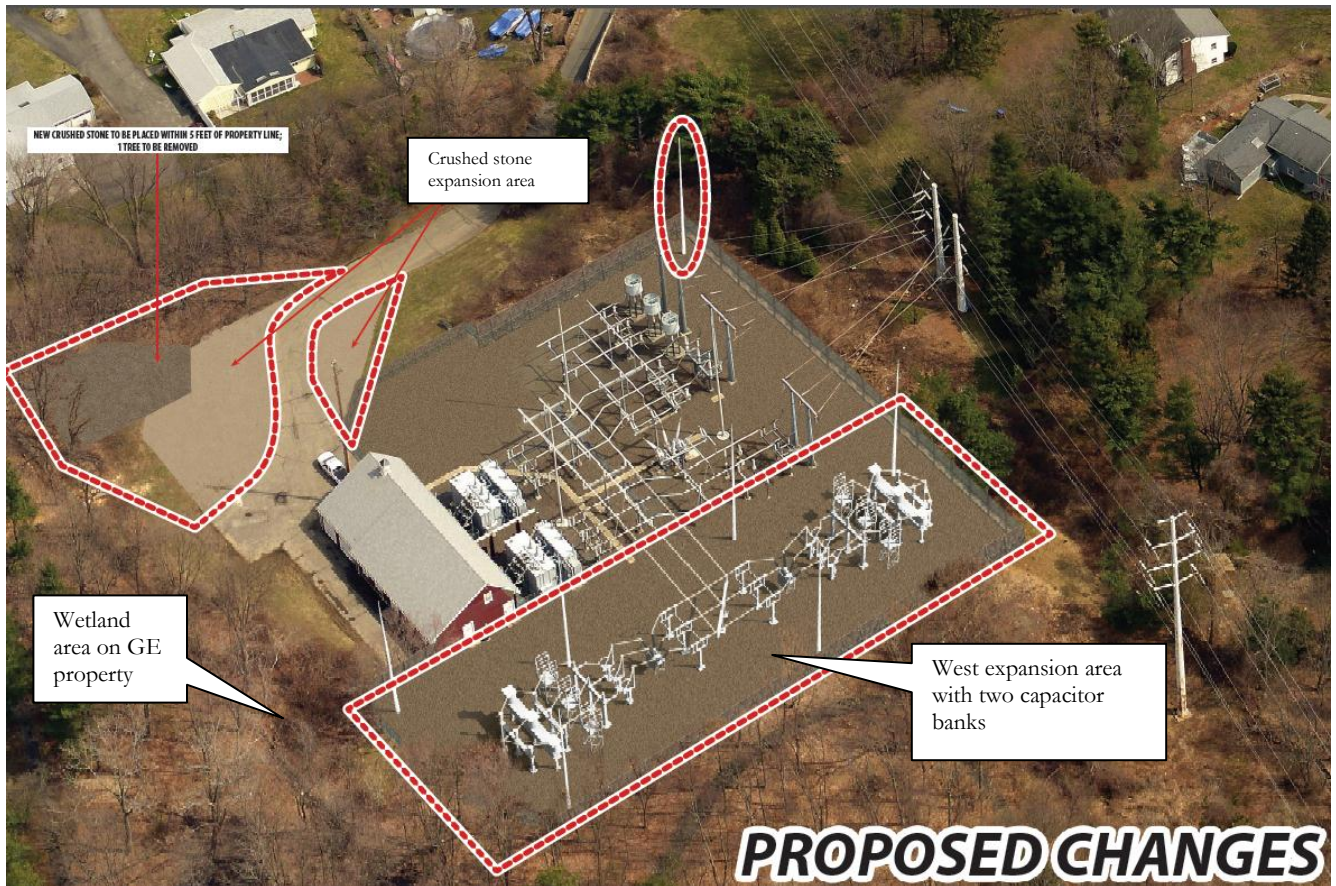 NEW CRUSHED STONE TO BE PLACED WITHIN 5 FEET OF PROPERTY LINE;
1 TREE TO BE REMOVED
Crushed stone
expansion area
Wetland
area on GE
property
West expansion area
with two capacitor
banks
PROPOSED CHANGES